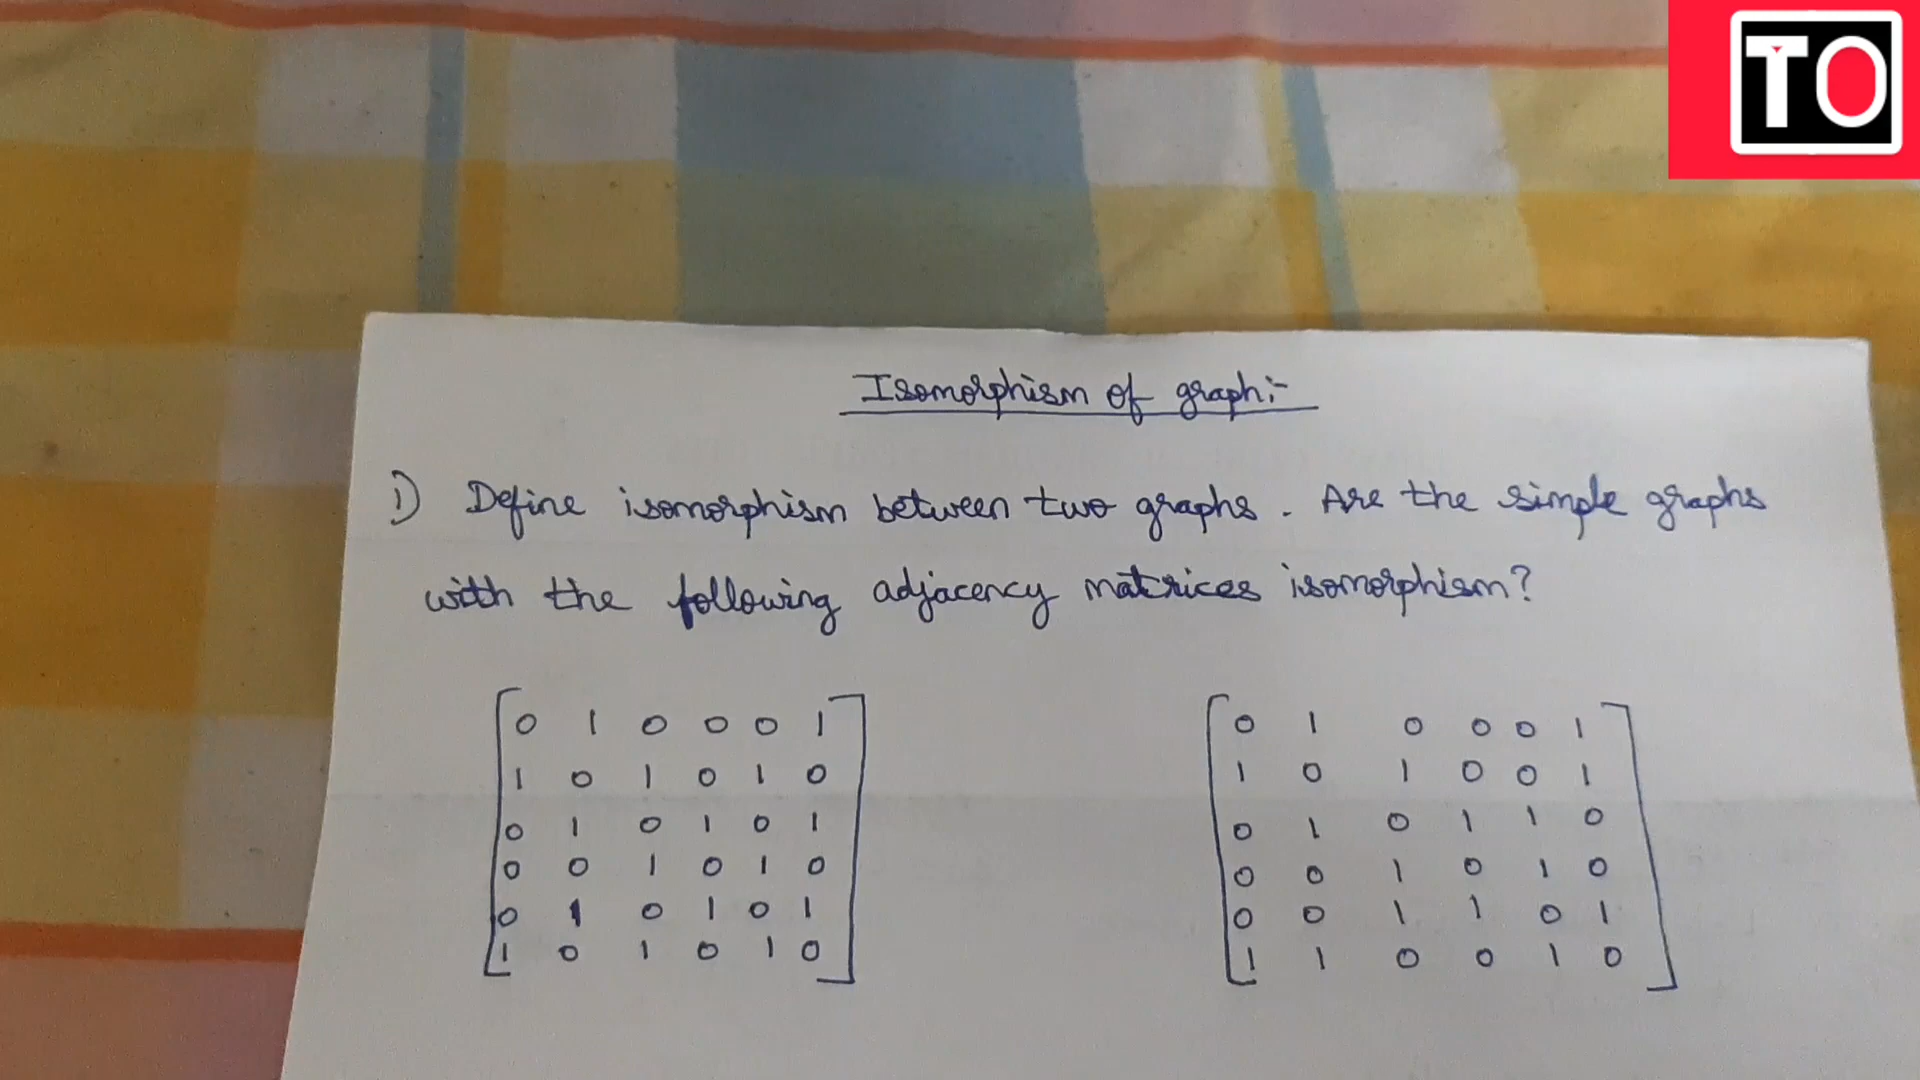 TO
Isomorphism of graph:-
1) Define isomorphism between two graphs. Are the simple graphs
with the following adjacency matrices isomorphism?
0 1 0 0 0 1
1 0 1 0 1 0
0 1 0 1 0 1
0 0 1 0 1 0
0 1 0 1 0 1
1 0 1 0 1 0
0 1 0 0 0 1
1 0 1 0 0 1
0 1 0 1 1 0
0 0 1 0 1 0
0 0 1 1 0 1
1 1 0 0 1 0